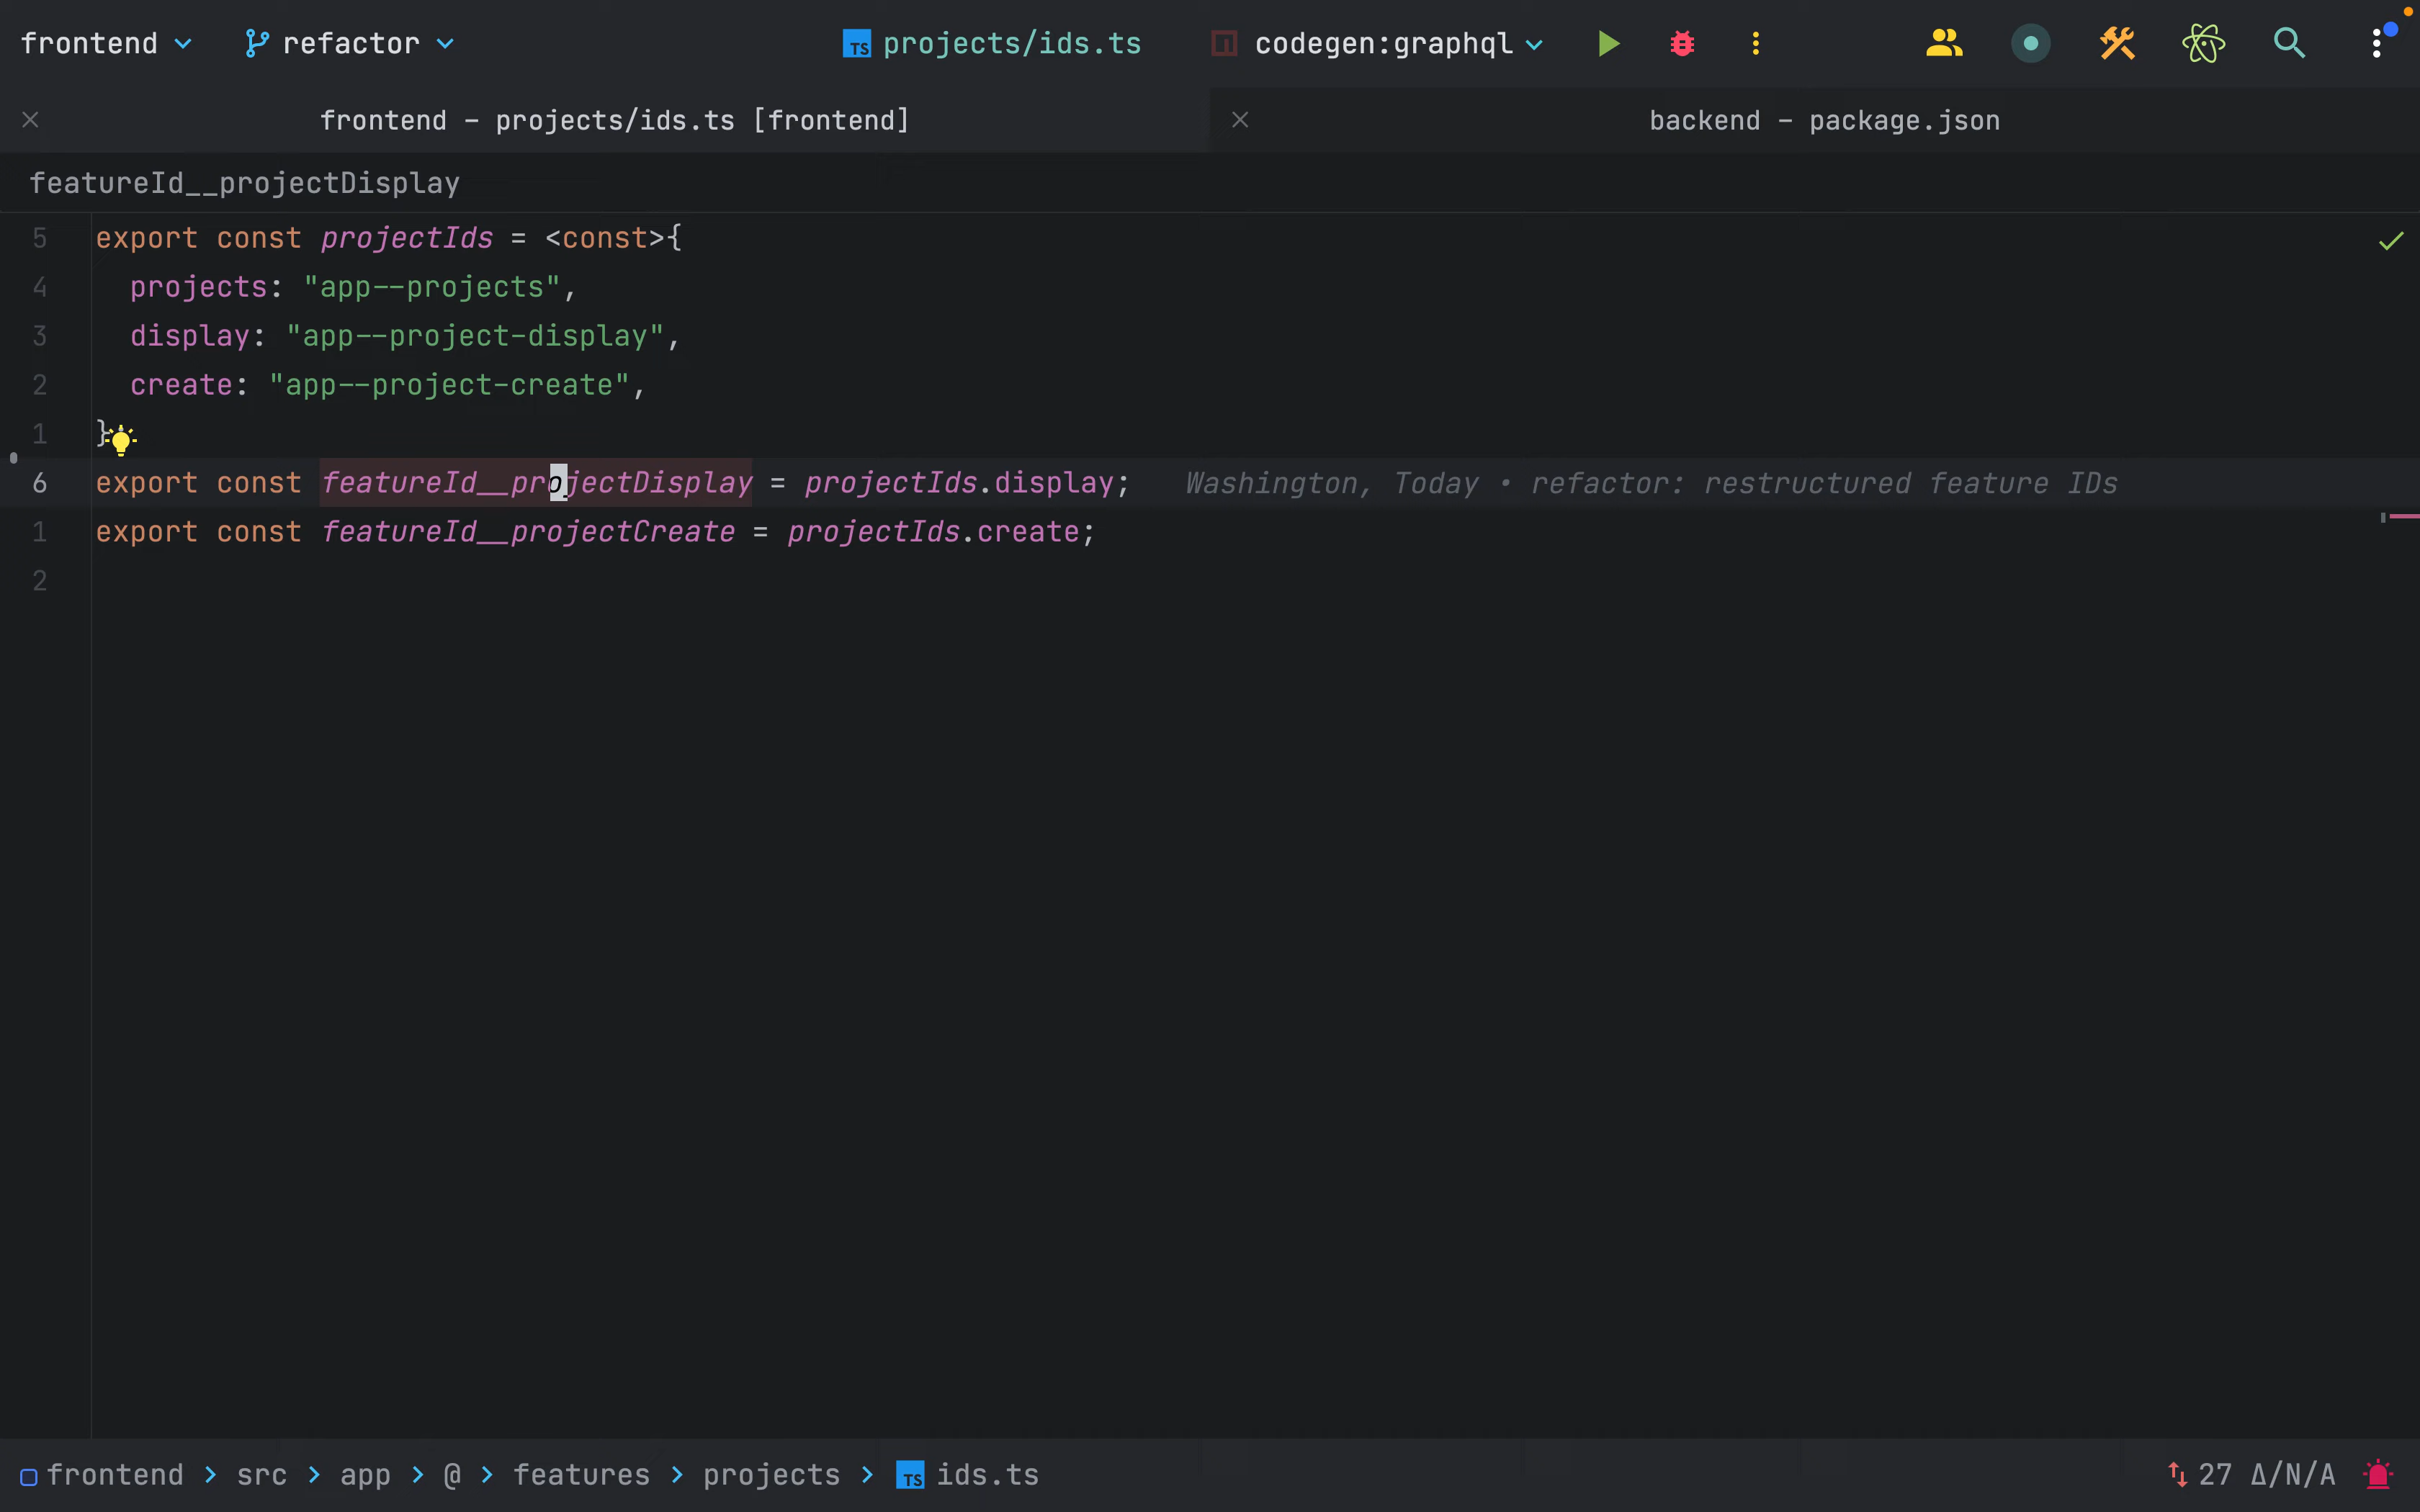 frontend refactor TS projects/ids.ts codegen:graphql
frontend – projects/ids.ts [frontend] backend – package.json
featureId__projectDisplay
5 export const projectIds = <const>{
4 projects: "app--projects",
3 display: "app--project-display",
2 create: "app--project-create",
1 }
6 export const featureId__projectDisplay = projectIds.display; Washington, Today • refactor: restructured feature IDs
1 export const featureId__projectCreate = projectIds.create;
2
frontend > src > app > @ > features > projects > TS ids.ts 27 Δ/N/A